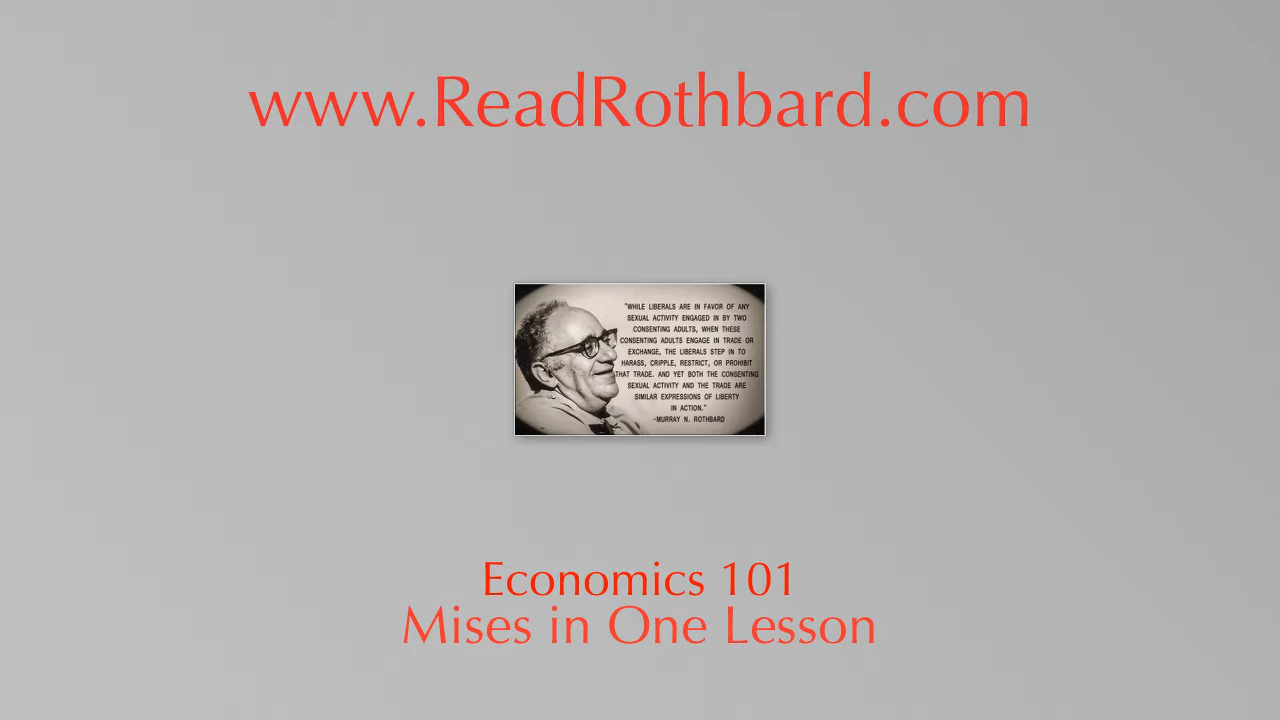 www.ReadRothbard.com
"WHILE LIBERALS ARE IN FAVOR OF ANY
SEXUAL ACTIVITY ENGAGED IN BY TWO
CONSENTING ADULTS, WHEN THESE
CONSENTING ADULTS ENGAGE IN TRADE OR
EXCHANGE, THE LIBERALS STEP IN TO
HARASS, CRIPPLE, RESTRICT, OR PROHIBIT
THAT TRADE. AND YET BOTH THE CONSENTING
SEXUAL ACTIVITY AND THE TRADE ARE
SIMILAR EXPRESSIONS OF LIBERTY
IN ACTION."
-MURRAY N. ROTHBARD
Economics 101
Mises in One Lesson